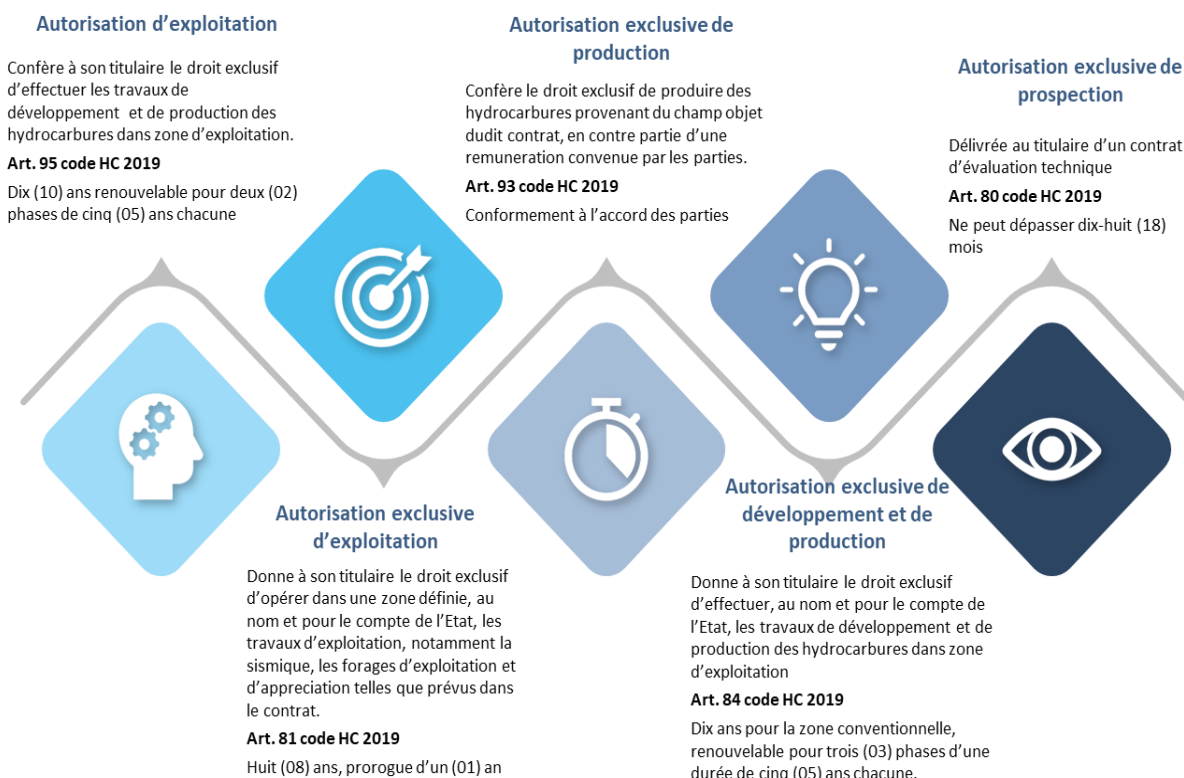 Autorisation d’exploitation
Confère à son titulaire le droit exclusif
d’effectuer les travaux de
développement et de production des
hydrocarbures dans zone d’exploitation.
Art. 95 code HC 2019
Dix (10) ans renouvelable pour deux (02)
phases de cinq (05) ans chacune
Autorisation exclusive
d’exploitation
Donne à son titulaire le droit exclusif
d’opérer dans une zone définie, au
nom et pour le compte de l’Etat, les
travaux d’exploitation, notamment la
sismique, les forages d’exploitation et
d’appreciation telles que prévus dans
le contrat.
Art. 81 code HC 2019
Huit (08) ans, prorogue d’un (01) an
Autorisation exclusive de
production
Confère le droit exclusif de produire des
hydrocarbures provenant du champ objet
dudit contrat, en contre partie d’une
remuneration convenue par les parties.
Art. 93 code HC 2019
Conformement à l’accord des parties
Autorisation exclusive de
développement et de
production
Donne à son titulaire le droit exclusif
d’effectuer, au nom et pour le compte de
l’Etat, les travaux de développement et de
production des hydrocarbures dans zone
d’exploitation
Art. 84 code HC 2019
Dix ans pour la zone conventionnelle,
renouvelable pour trois (03) phases d’une
durée de cinq (05) ans chacune.
Autorisation exclusive de
prospection
Délivrée au titulaire d’un contrat
d’évaluation technique
Art. 80 code HC 2019
Ne peut dépasser dix-huit (18)
mois